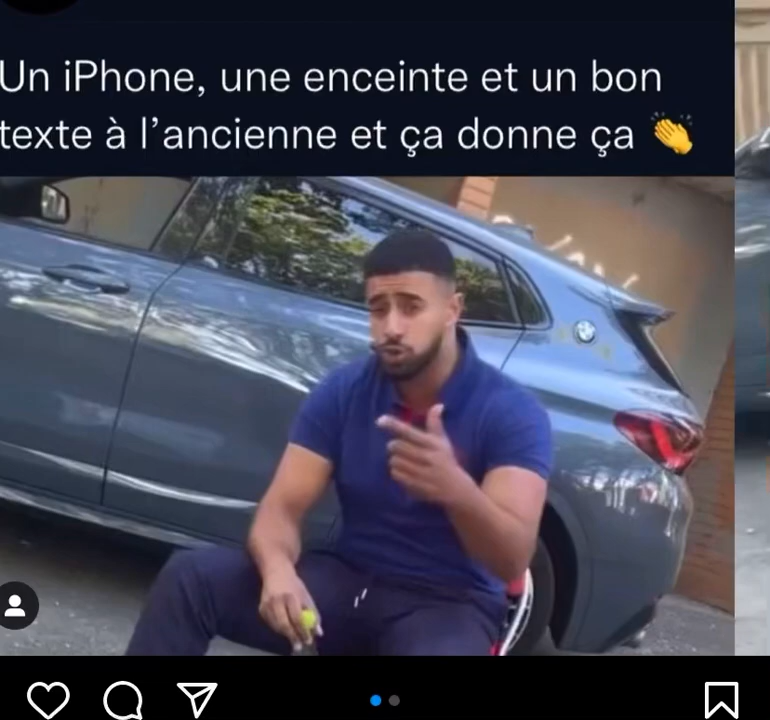 Un iPhone, une enceinte et un bon
texte à l’ancienne et ça donne ça 👏